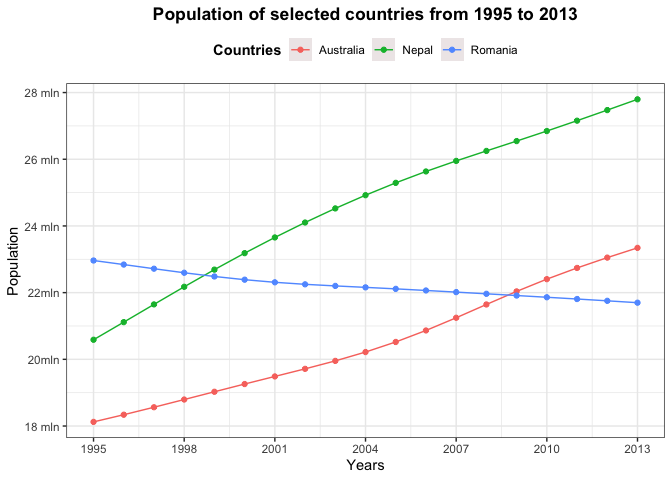 Population of selected countries from 1995 to 2013
Countries Australia Nepal Romania
28 mln
26 mln
24 mln
22mln
20mln
18 mln
Population
1995 1998 2001 2004 2007 2010 2013
Years